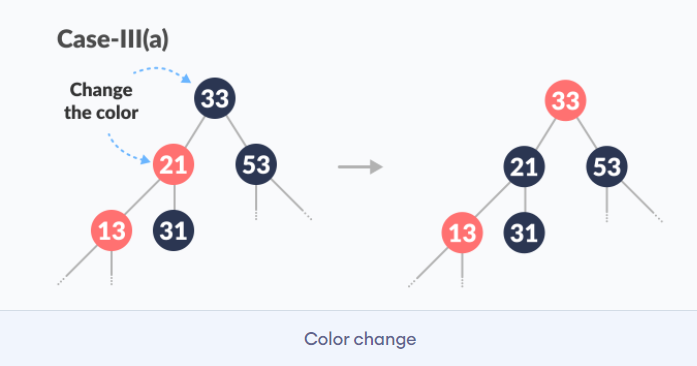 Case-III(a)
Change
the color
33
21
53
13
31
33
21
53
13
31
Color change